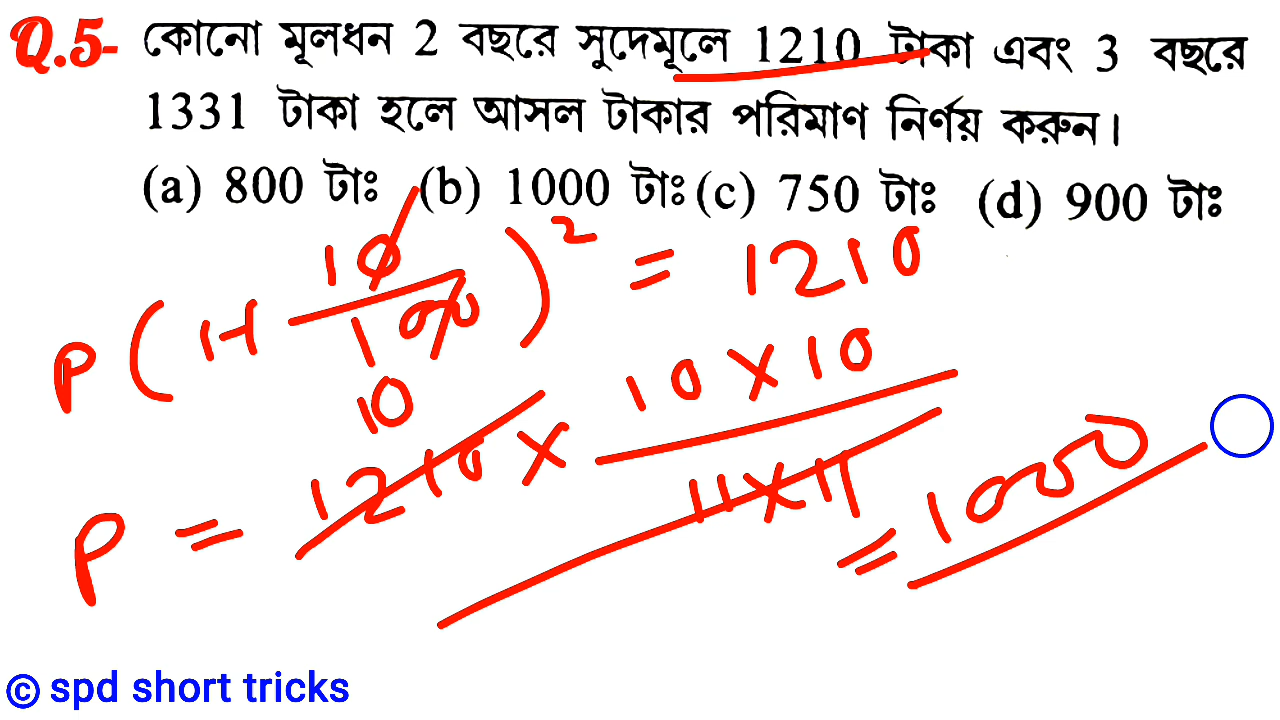 Q.5- কোনো মূলধন 2 বছরে সুদেমূলে 1210 টাকা এবং 3 বছরে
1331 টাকা হলে আসল টাকার পরিমাণ নির্ণয় করুন।
(a) 800 টাঃ (b) 1000 টাঃ (c) 750 টাঃ (d) 900 টাঃ
P(1+ 10/100)² = 1210
10
P = 1210 × 10×10/11×11 = 1000
© spd short tricks